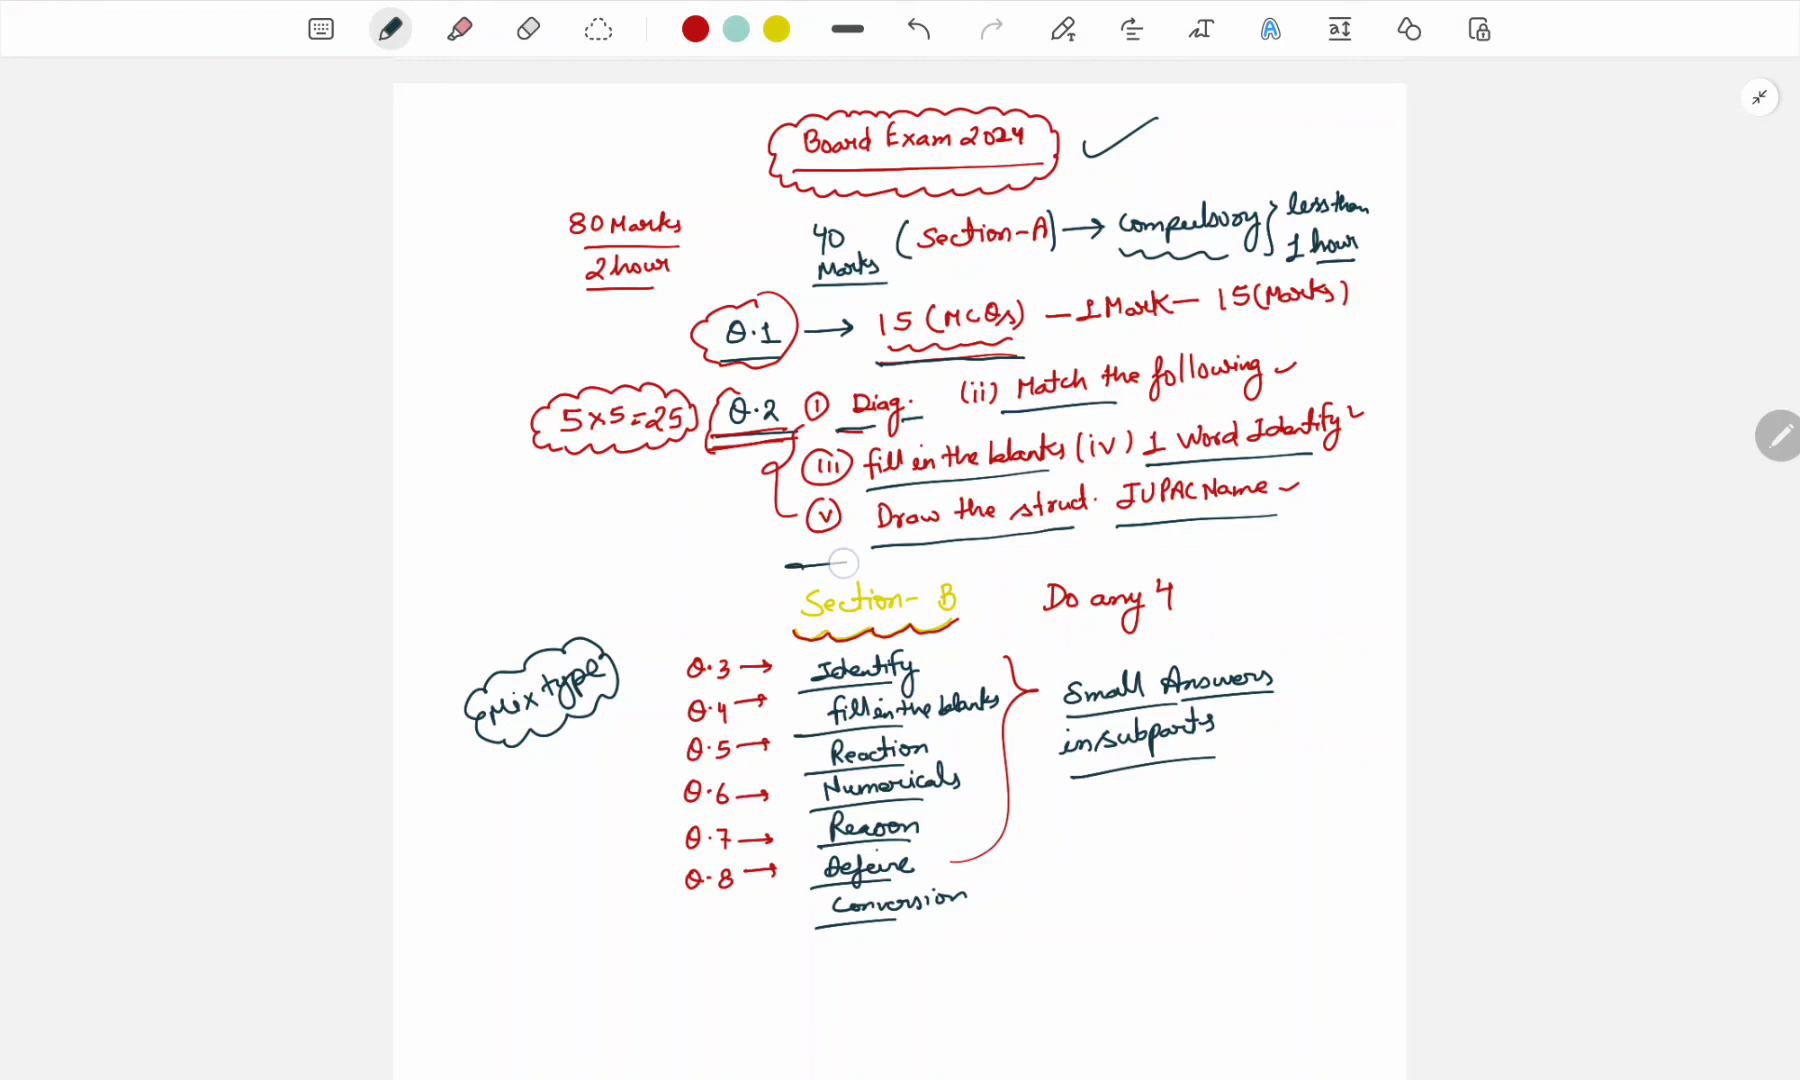 Board Exam 2024
80 Marks
2 hour
40 Marks (Section-A) → Compulsory } less than 1 hour
Q.1 → 15 (MCQs) — 1 Mark — 15 (Marks)
5x5=25
Q.2 (i) Diag. (ii) Match the following
(iii) fill in the blanks (iv) 1 Word Identify
(v) Draw the struct. IUPAC Name
Section- B Do any 4
Mix type
Q.3 → Identify
Q.4 → fill in the blanks
Q.5 → Reaction
Q.6 → Numericals
Q.7 → Reason
Q.8 → Define
Conversion
Small Answers
in subparts